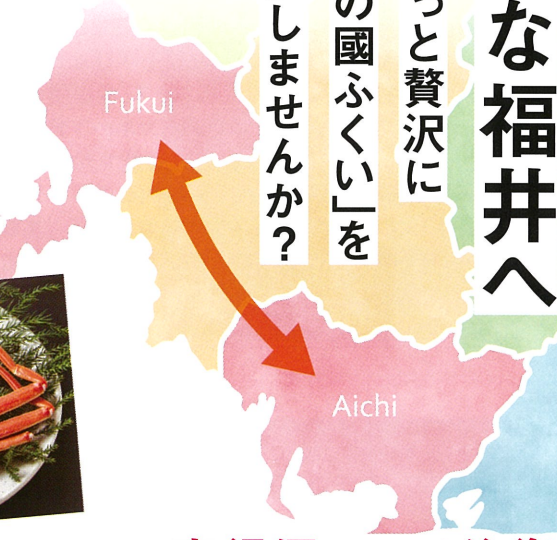 な福井へ
っと贅沢に
の國ふくい」を
しませんか？
Fukui
Aichi